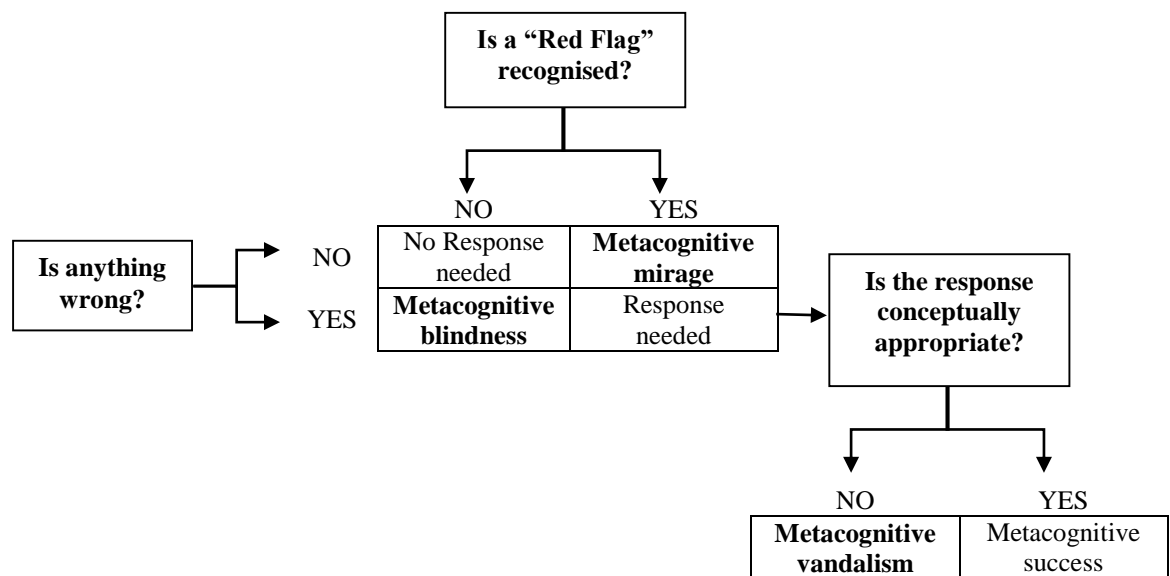 Is a “Red Flag”
recognised?
NO
YES
Is anything
wrong?
NO
YES
No Response
needed
Metacognitive
mirage
Metacognitive
blindness
Response
needed
Is the response
conceptually
appropriate?
NO
YES
Metacognitive
vandalism
Metacognitive
success